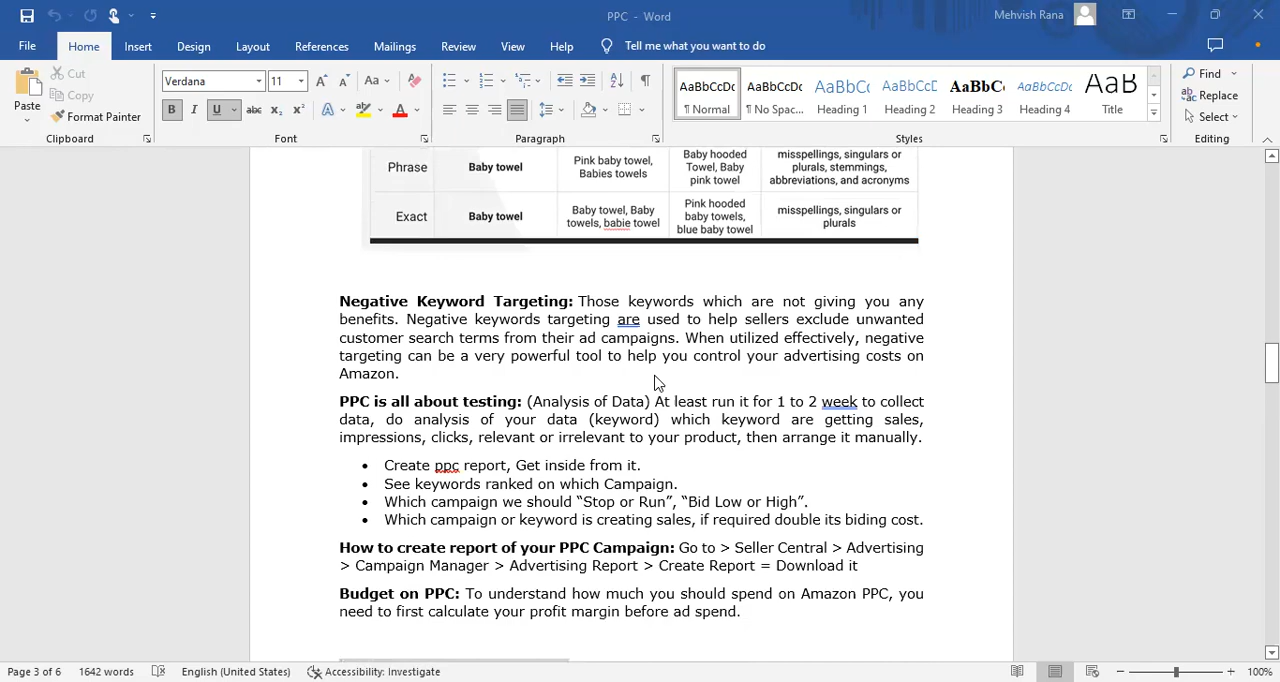 PPC - Word
Mehvish Rana
File Home Insert Design Layout References Mailings Review View Help Tell me what you want to do
Paste
Cut
Copy
Format Painter
Clipboard
Verdana 11
Font
Paragraph
AaBbCcDc AaBbCcDc AaBbCc AaBbCcD AaBbC AaBbCcDc AaB
¶ Normal ¶ No Spac... Heading 1 Heading 2 Heading 3 Heading 4 Title
Styles
Find
Replace
Select
Editing
Phrase
Baby towel
Pink baby towel,
Babies towels
Baby hooded
Towel, Baby
pink towel
misspellings, singulars or
plurals, stemmings,
abbreviations, and acronyms
Exact
Baby towel
Baby towel, Baby
towels, babie towel
Pink hooded
baby towels,
blue baby towel
misspellings, singulars or
plurals
Negative Keyword Targeting: Those keywords which are not giving you any
benefits. Negative keywords targeting are used to help sellers exclude unwanted
customer search terms from their ad campaigns. When utilized effectively, negative
targeting can be a very powerful tool to help you control your advertising costs on
Amazon.
PPC is all about testing: (Analysis of Data) At least run it for 1 to 2 week to collect
data, do analysis of your data (keyword) which keyword are getting sales,
impressions, clicks, relevant or irrelevant to your product, then arrange it manually.
• Create ppc report, Get inside from it.
• See keywords ranked on which Campaign.
• Which campaign we should “Stop or Run”, “Bid Low or High”.
• Which campaign or keyword is creating sales, if required double its biding cost.
How to create report of your PPC Campaign: Go to > Seller Central > Advertising
> Campaign Manager > Advertising Report > Create Report = Download it
Budget on PPC: To understand how much you should spend on Amazon PPC, you
need to first calculate your profit margin before ad spend.
Page 3 of 6 1642 words English (United States) Accessibility: Investigate 100%